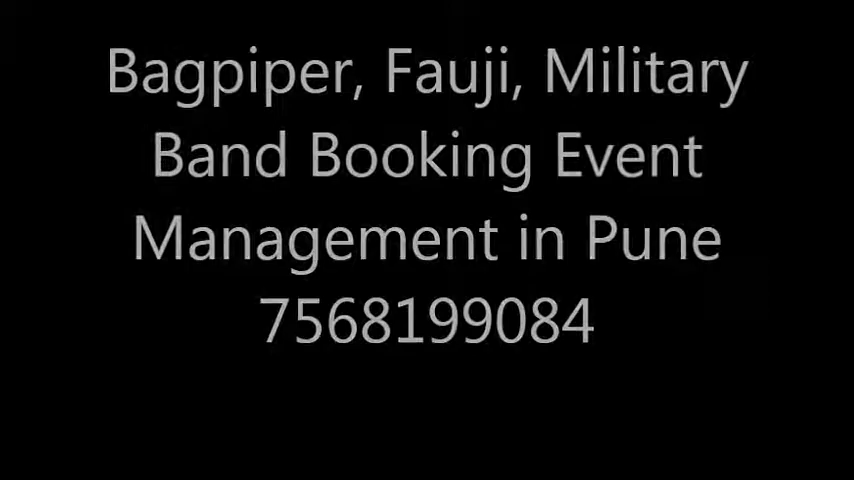 Bagpiper, Fauji, Military
Band Booking Event
Management in Pune
7568199084